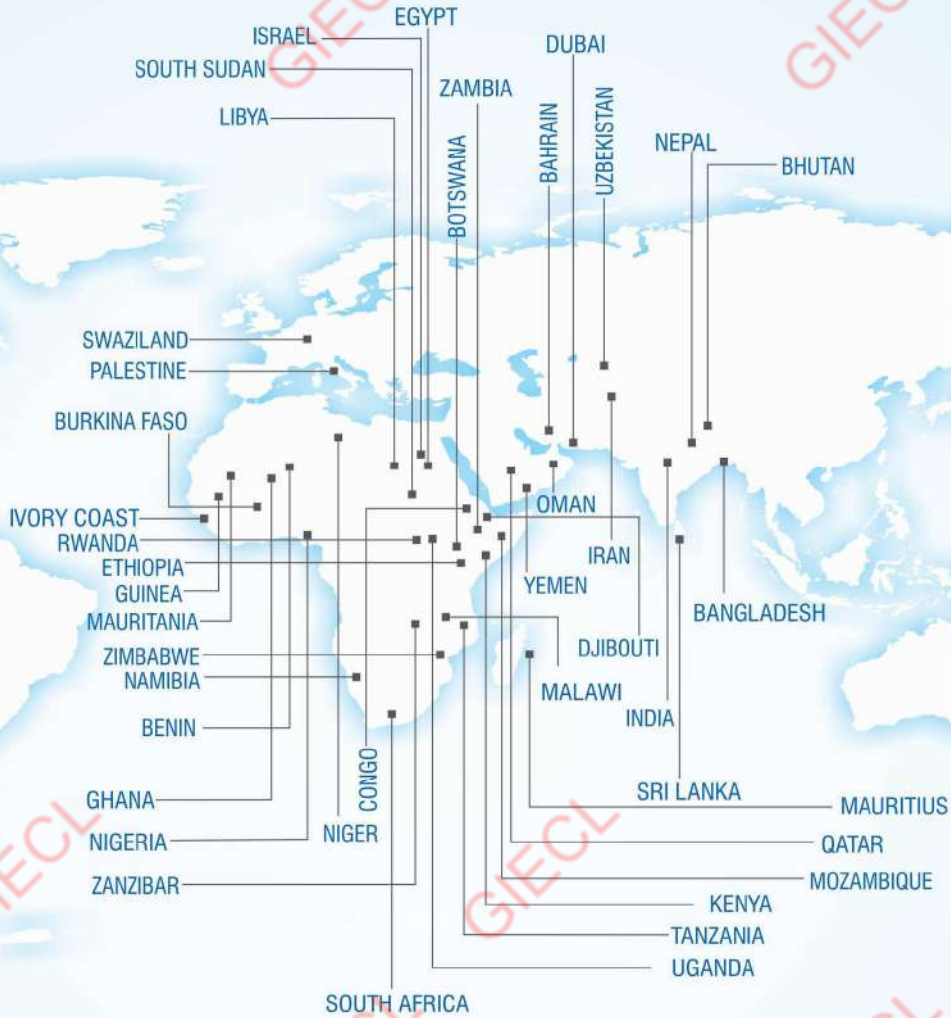 EGYPT
ISRAEL
DUBAI
SOUTH SUDAN
ZAMBIA
LIBYA
BOTSWANA
BAHRAIN
UZBEKISTAN
NEPAL
BHUTAN
SWAZILAND
PALESTINE
BURKINA FASO
IVORY COAST
OMAN
RWANDA
IRAN
ETHIOPIA
YEMEN
GUINEA
BANGLADESH
MAURITANIA
DJIBOUTI
ZIMBABWE
NAMIBIA
MALAWI
INDIA
BENIN
CONGO
SRI LANKA
GHANA
MAURITIUS
NIGERIA
NIGER
QATAR
ZANZIBAR
MOZAMBIQUE
KENYA
TANZANIA
UGANDA
SOUTH AFRICA
GIECL
GIECL
GIECL
GIECL